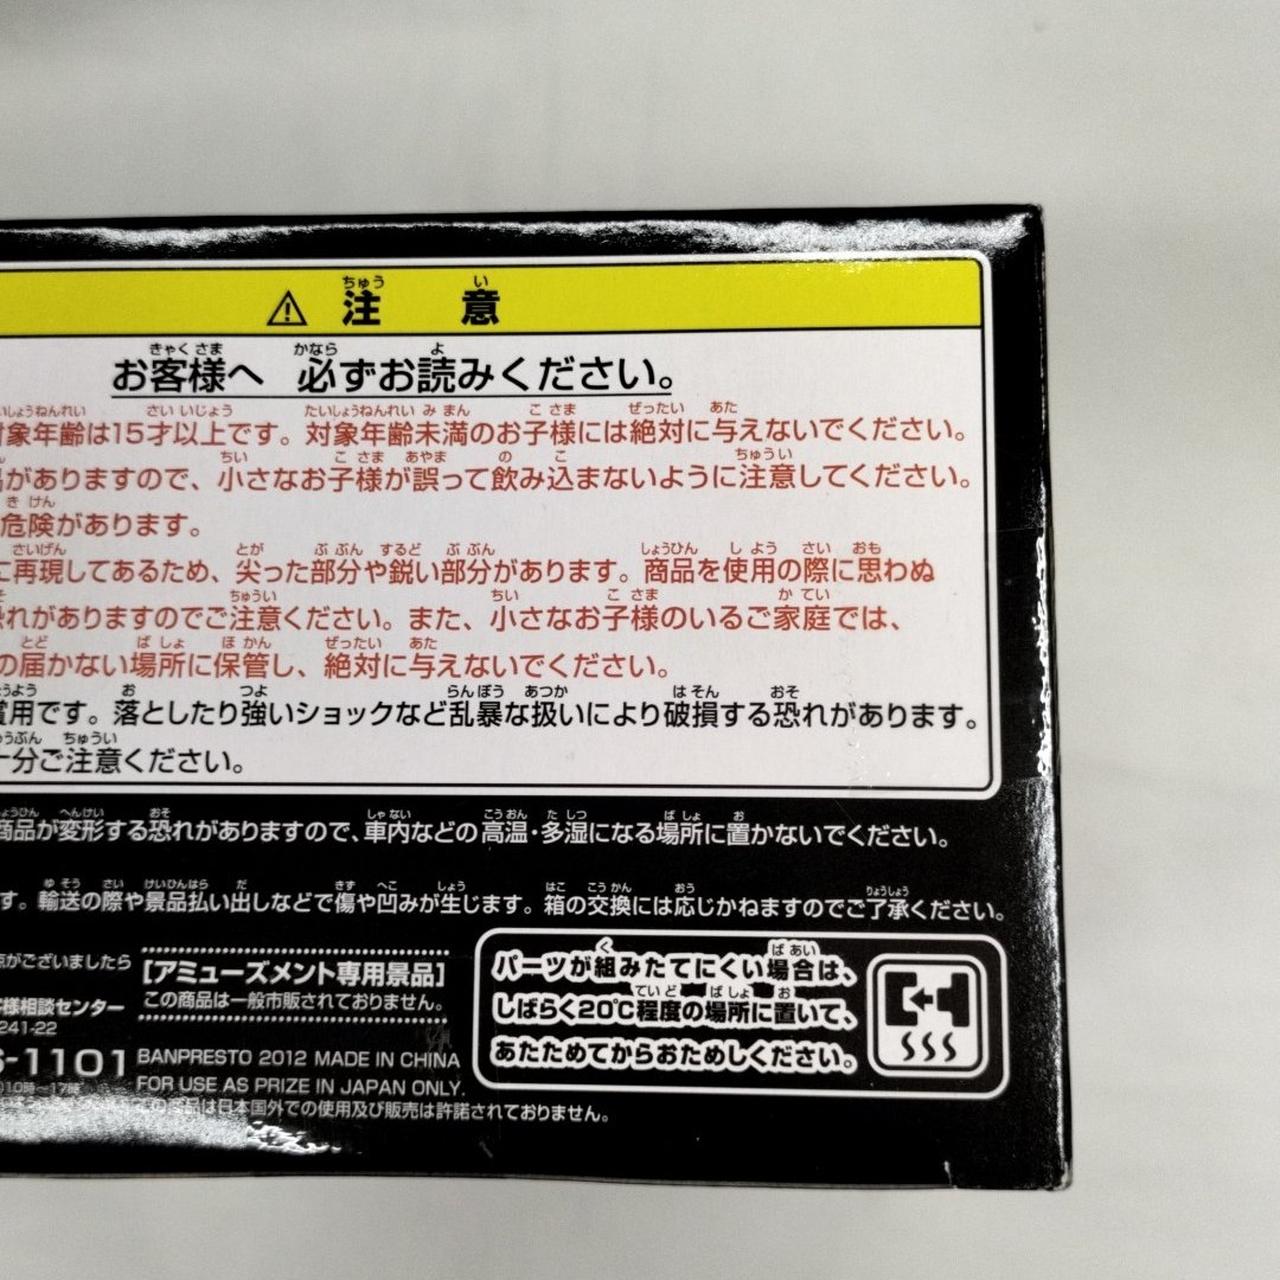 注意
お客様へ 必ずお読みください。
対象年齢は15才以上です。対象年齢未満のお子様には絶対に与えないでください。
がありますので、小さなお子様が誤って飲み込まないように注意してください。
危険があります。
に再現してあるため、尖った部分や鋭い部分があります。商品を使用の際に思わぬ
恐れがありますのでご注意ください。また、小さなお子様のいるご家庭では、
の届かない場所に保管し、絶対に与えないでください。
賞用です。落としたり強いショックなど乱暴な扱いにより破損する恐れがあります。
十分ご注意ください。
商品が変形する恐れがありますので、車内などの高温・多湿になる場所に置かないでください。
す。輸送の際や景品払い出しなどで傷や凹みが生じます。箱の交換には応じかねますのでご了承ください。
がございましたら
客様相談センター
241-22
-1101
10時〜17時
[アミューズメント専用景品]
この商品は一般市販されておりません。
BANPRESTO 2012 MADE IN CHINA
FOR USE AS PRIZE IN JAPAN ONLY.
この商品は日本国外での使用及び販売は許諾されておりません。
パーツが組みたてにくい場合は、
しばらく20℃程度の場所に置いて、
あたためてからおためしください。